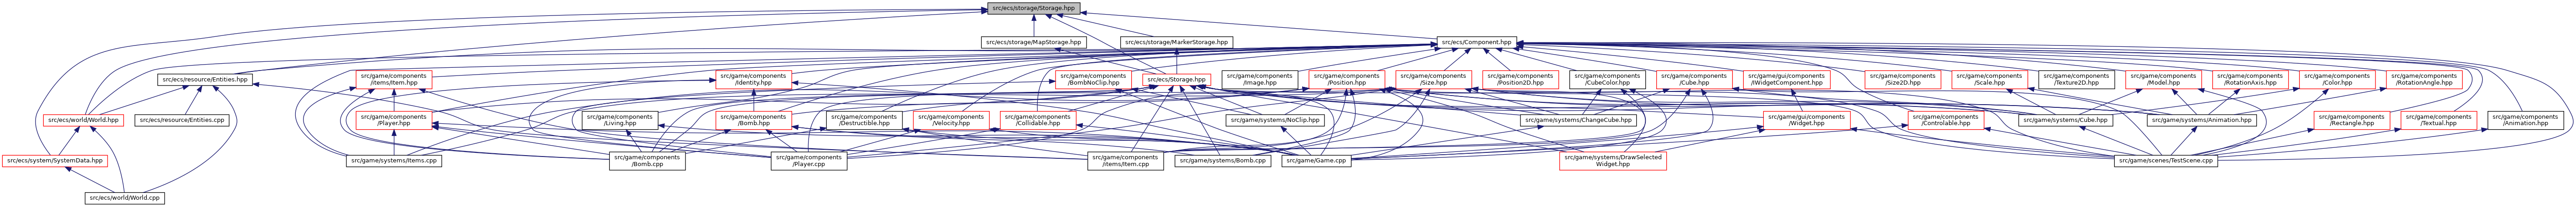 src/ecs/storage/Storage.hpp
src/ecs/storage/MapStorage.hpp
src/ecs/storage/MarkerStorage.hpp
src/ecs/Component.hpp
src/ecs/resource/Entities.hpp
src/game/components
/items/Item.hpp
src/game/components
/Identity.hpp
src/game/components
/BombNoClip.hpp
src/ecs/Storage.hpp
src/game/components
/Image.hpp
src/game/components
/Position.hpp
src/game/components
/Size.hpp
src/game/components
/Position2D.hpp
src/game/components
/CubeColor.hpp
src/game/components
/Cube.hpp
src/game/gui/components
/IWidgetComponent.hpp
src/game/components
/Size2D.hpp
src/game/components
/Scale.hpp
src/game/components
/Texture2D.hpp
src/game/components
/Model.hpp
src/game/components
/RotationAxis.hpp
src/game/components
/Color.hpp
src/game/components
/RotationAngle.hpp
src/ecs/world/World.hpp
src/ecs/resource/Entities.cpp
src/game/components
/Player.hpp
src/game/components
/Living.hpp
src/game/components
/Bomb.hpp
src/game/components
/Destructible.hpp
src/game/components
/Velocity.hpp
src/game/components
/Collidable.hpp
src/game/systems/NoClip.hpp
src/game/systems/ChangeCube.hpp
src/game/gui/components
/Widget.hpp
src/game/components
/Controlable.hpp
src/game/systems/Cube.hpp
src/game/systems/Animation.hpp
src/game/components
/Rectangle.hpp
src/game/components
/Textual.hpp
src/game/components
/Animation.hpp
src/ecs/system/SystemData.hpp
src/game/systems/Items.cpp
src/game/components
/Bomb.cpp
src/game/components
/Player.cpp
src/game/components
/items/Item.cpp
src/game/systems/Bomb.cpp
src/game/Game.cpp
src/game/systems/DrawSelected
Widget.hpp
src/game/scenes/TestScene.cpp
src/ecs/world/World.cpp